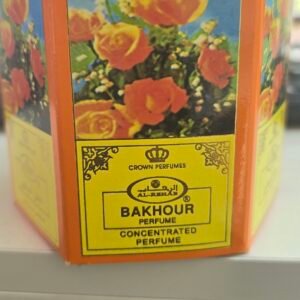 CROWN PERFUMES
الرحاب
AL-REHAB
BAKHOUR ®
PERFUME
CONCENTRATED
PERFUME